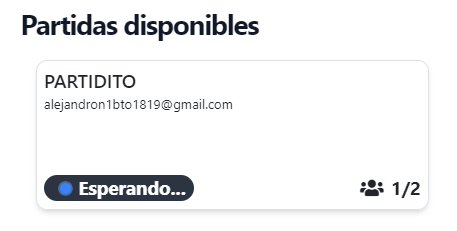 Partidas disponibles
PARTIDITO
alejandron1bto1819@gmail.com
Esperando... 1/2